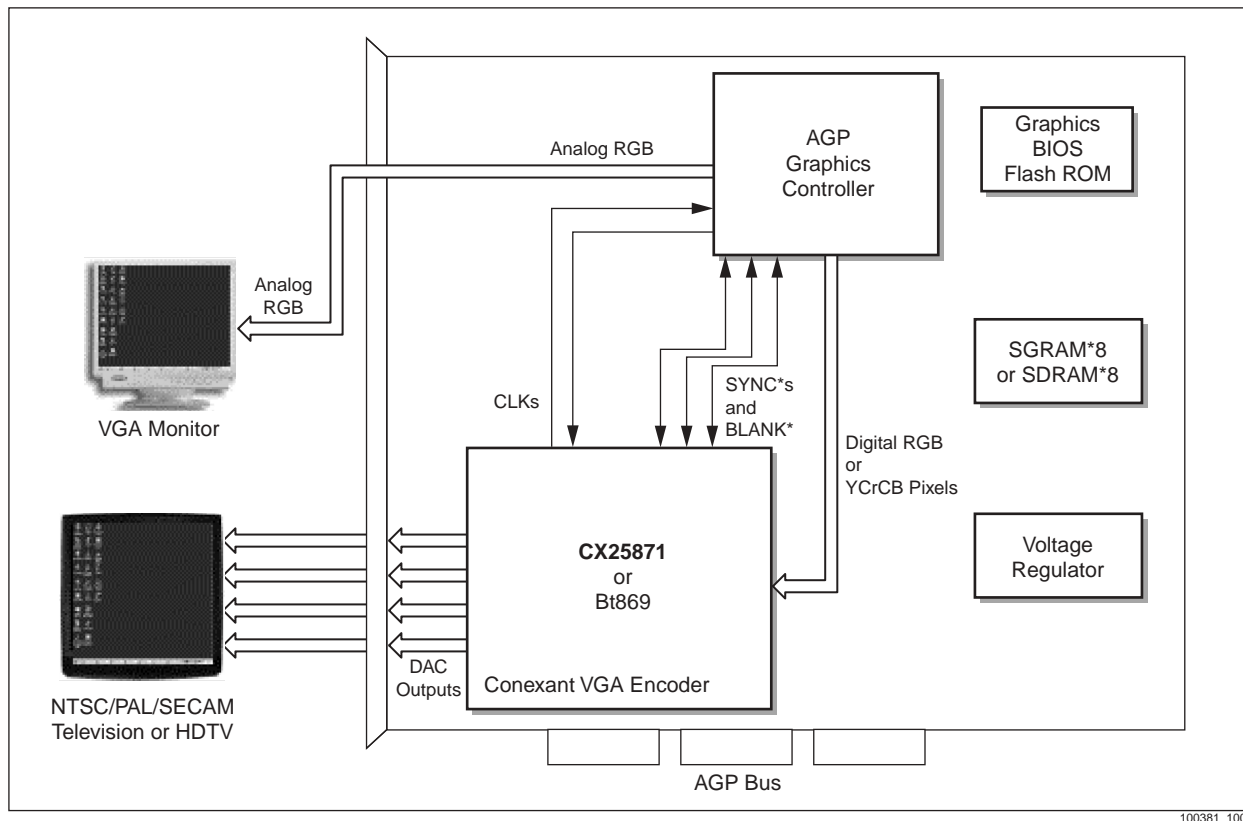 AGP
Graphics
Controller
Graphics
BIOS
Flash ROM
Analog RGB
Analog
RGB
VGA Monitor
SGRAM*8
or SDRAM*8
CLKs
SYNC*s
and
BLANK*
Digital RGB
or
YCrCB Pixels
CX25871
or
Bt869
Conexant VGA Encoder
Voltage
Regulator
DAC
Outputs
NTSC/PAL/SECAM
Television or HDTV
AGP Bus